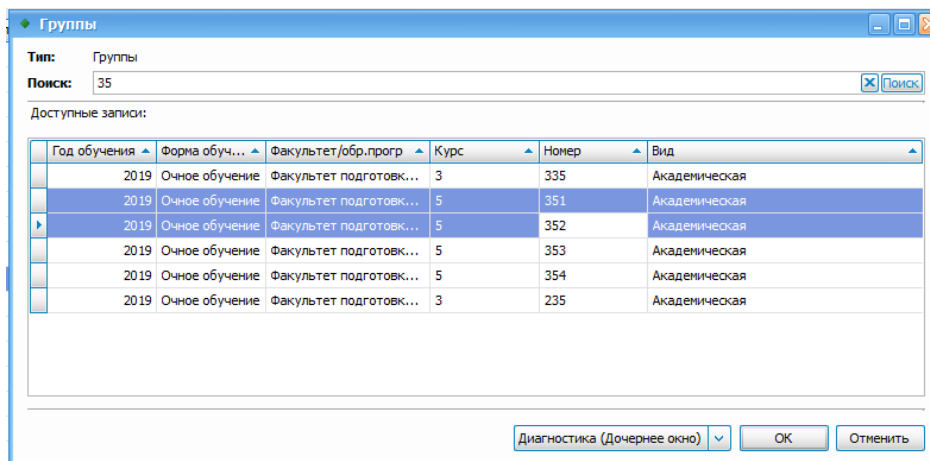 Группы
Тип: Группы
Поиск: 35 Поиск
Доступные записи:
Год обучения Форма обуч... Факультет/обр.прогр Курс Номер Вид
2019 Очное обучение Факультет подготовк... 3 335 Академическая
2019 Очное обучение Факультет подготовк... 5 351 Академическая
2019 Очное обучение Факультет подготовк... 5 352 Академическая
2019 Очное обучение Факультет подготовк... 5 353 Академическая
2019 Очное обучение Факультет подготовк... 5 354 Академическая
2019 Очное обучение Факультет подготовк... 3 235 Академическая
Диагностика (Дочернее окно) ОК Отменить